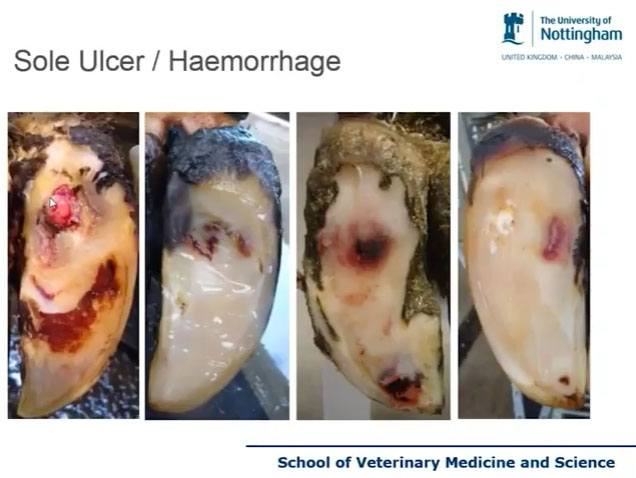 The University of
Nottingham
UNITED KINGDOM · CHINA · MALAYSIA
Sole Ulcer / Haemorrhage
School of Veterinary Medicine and Science